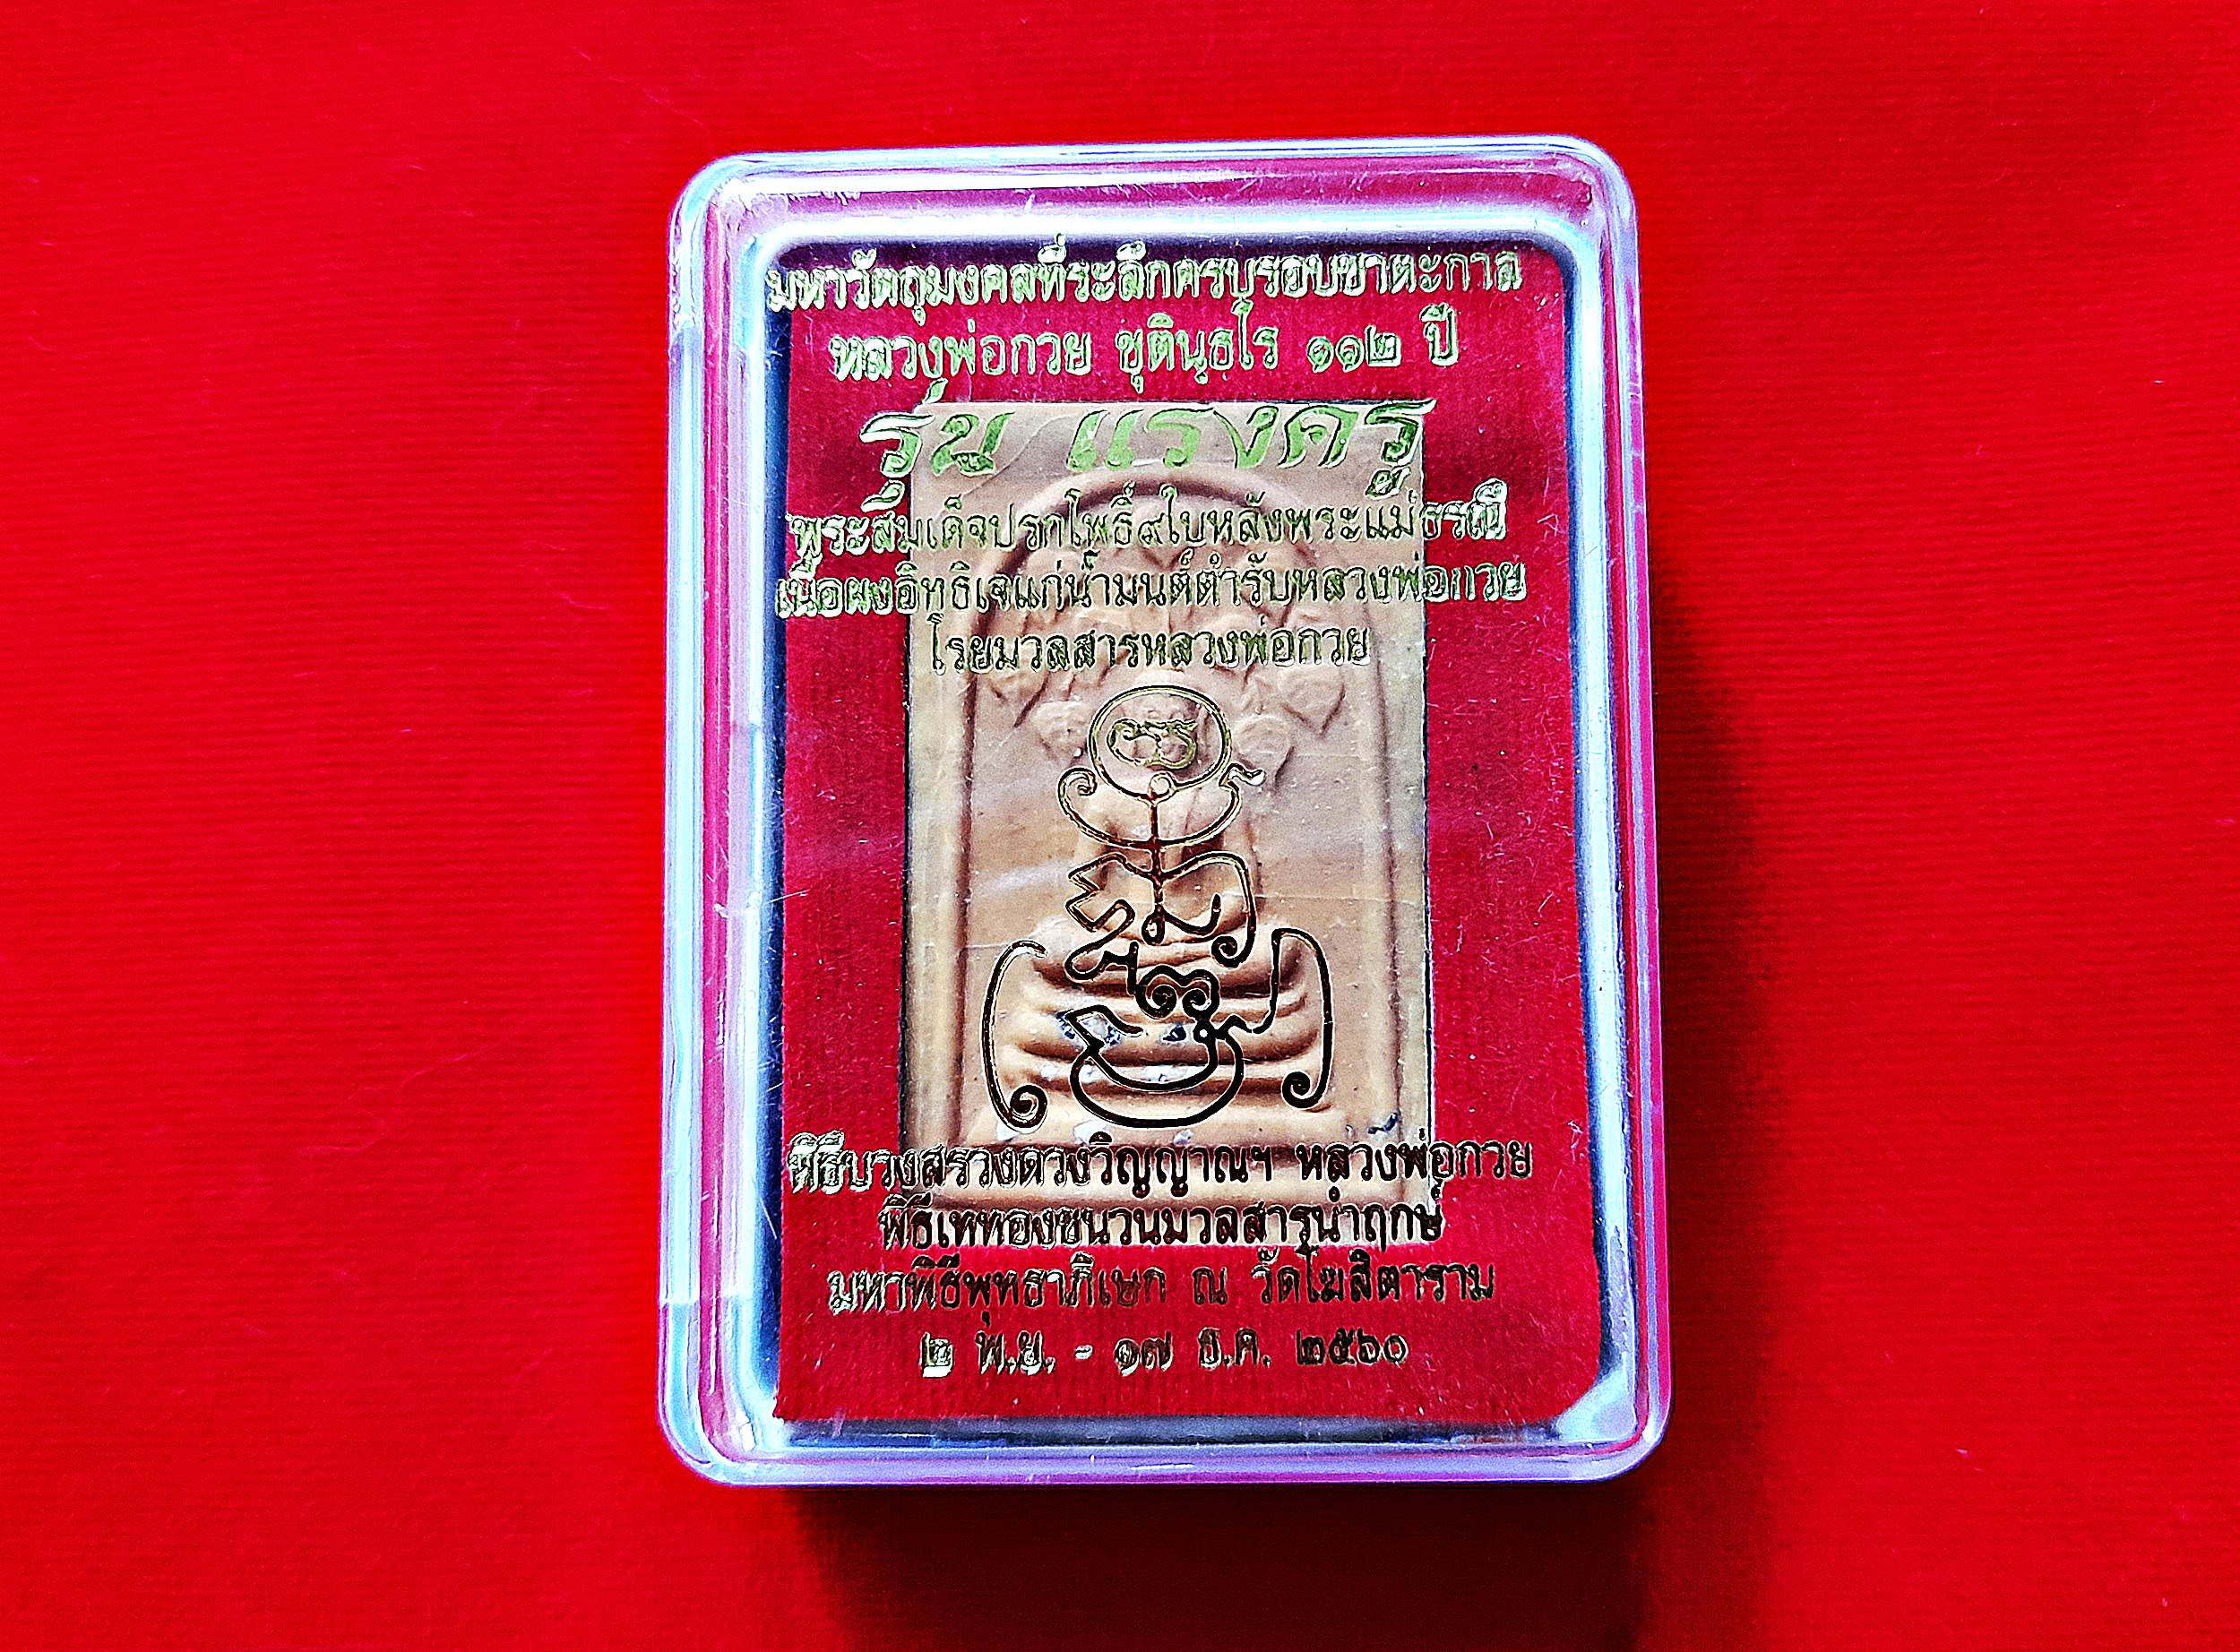 มหาวัตถุมงคลที่ระลึกครบรอบชาตะกาล
หลวงพ่อกวย ชุตินฺธโร ๑๑๒ ปี
รุ่น แรงครู
พระสมเด็จปรกโพธิ์๙ใบหลังพระแม่ธรณี
เนื้อผงอิทธิเจแก่น้ำมนต์ตำรับหลวงพ่อกวย
โรยมวลสารหลวงพ่อกวย
พิธีบวงสรวงดวงวิญญาณฯ หลวงพ่อกวย
พิธีเททองชนวนมวลสารนำฤกษ์
มหาพิธีพุทธาภิเษก ณ วัดโฆสิตาราม
๒ พ.ย. - ๑๗ ธ.ค. ๒๕๖๐